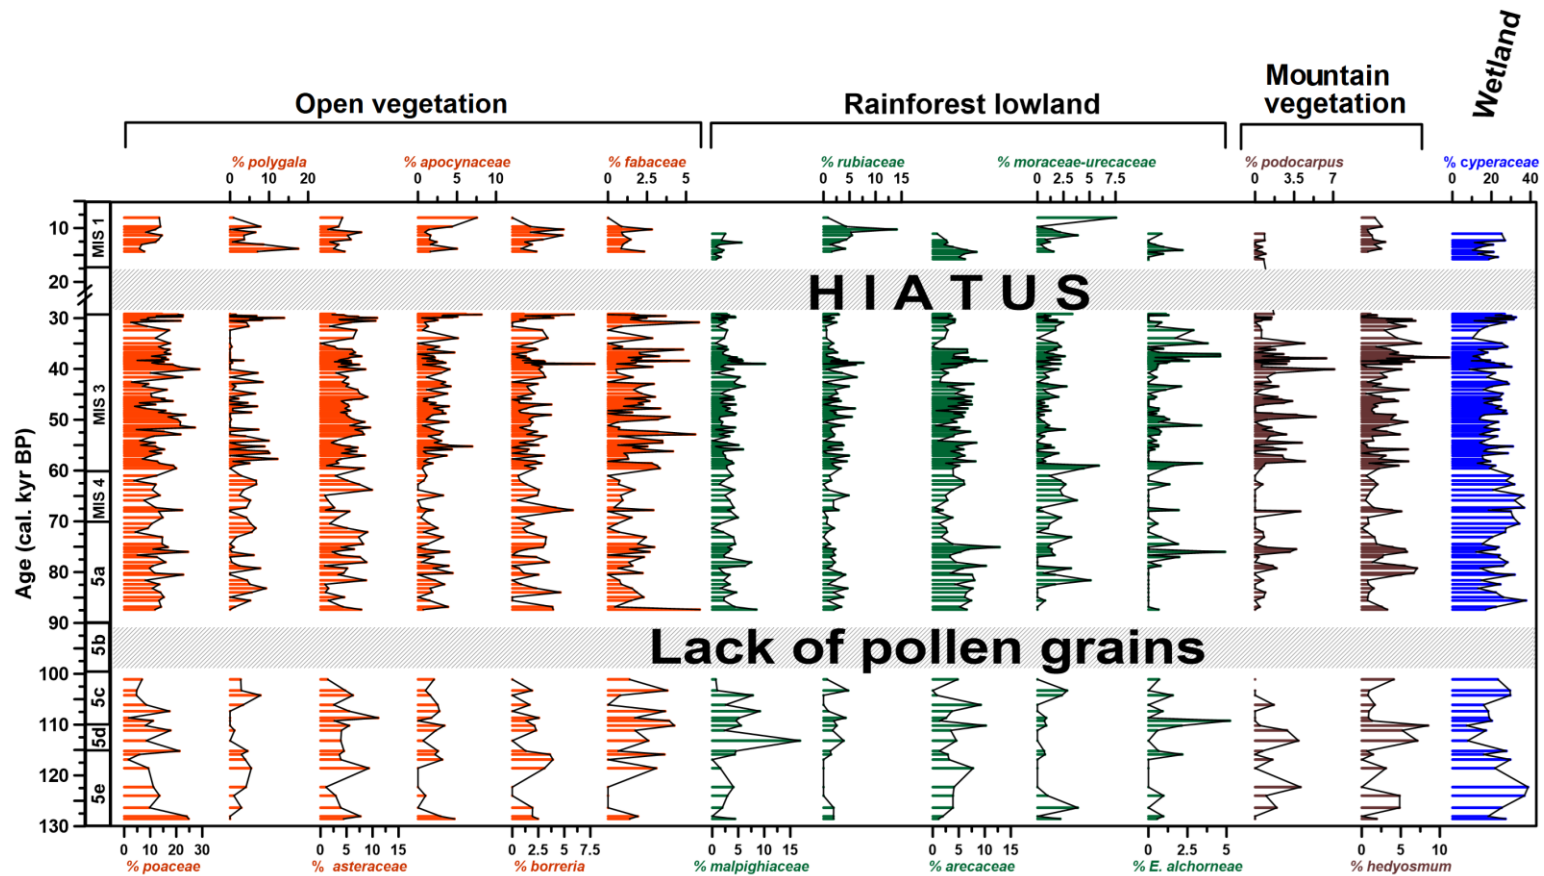 Open vegetation
Rainforest lowland
Mountain
vegetation
Wetland
% polygala
% apocynaceae
% fabaceae
% rubiaceae
% moraceae-urecaceae
% podocarpus
% cyperaceae
0 10 20
0 5 10
0 2.5 5
0 5 10 15
0 2.5 5 7.5
0 3.5 7
0 20 40
Age (cal. kyr BP)
10
20
30
40
50
60
70
80
90
100
110
120
130
MIS 1
MIS 3
MIS 4
5a
5b
5c
5d
5e
HIATUS
Lack of pollen grains
0 10 20 30
0 5 10 15
0 2.5 5 7.5
0 5 10 15
0 5 10 15
0 2.5 5
0 5 10
% poaceae
% asteraceae
% borreria
% malpighiaceae
% arecaceae
% E. alchorneae
% hedyosmum